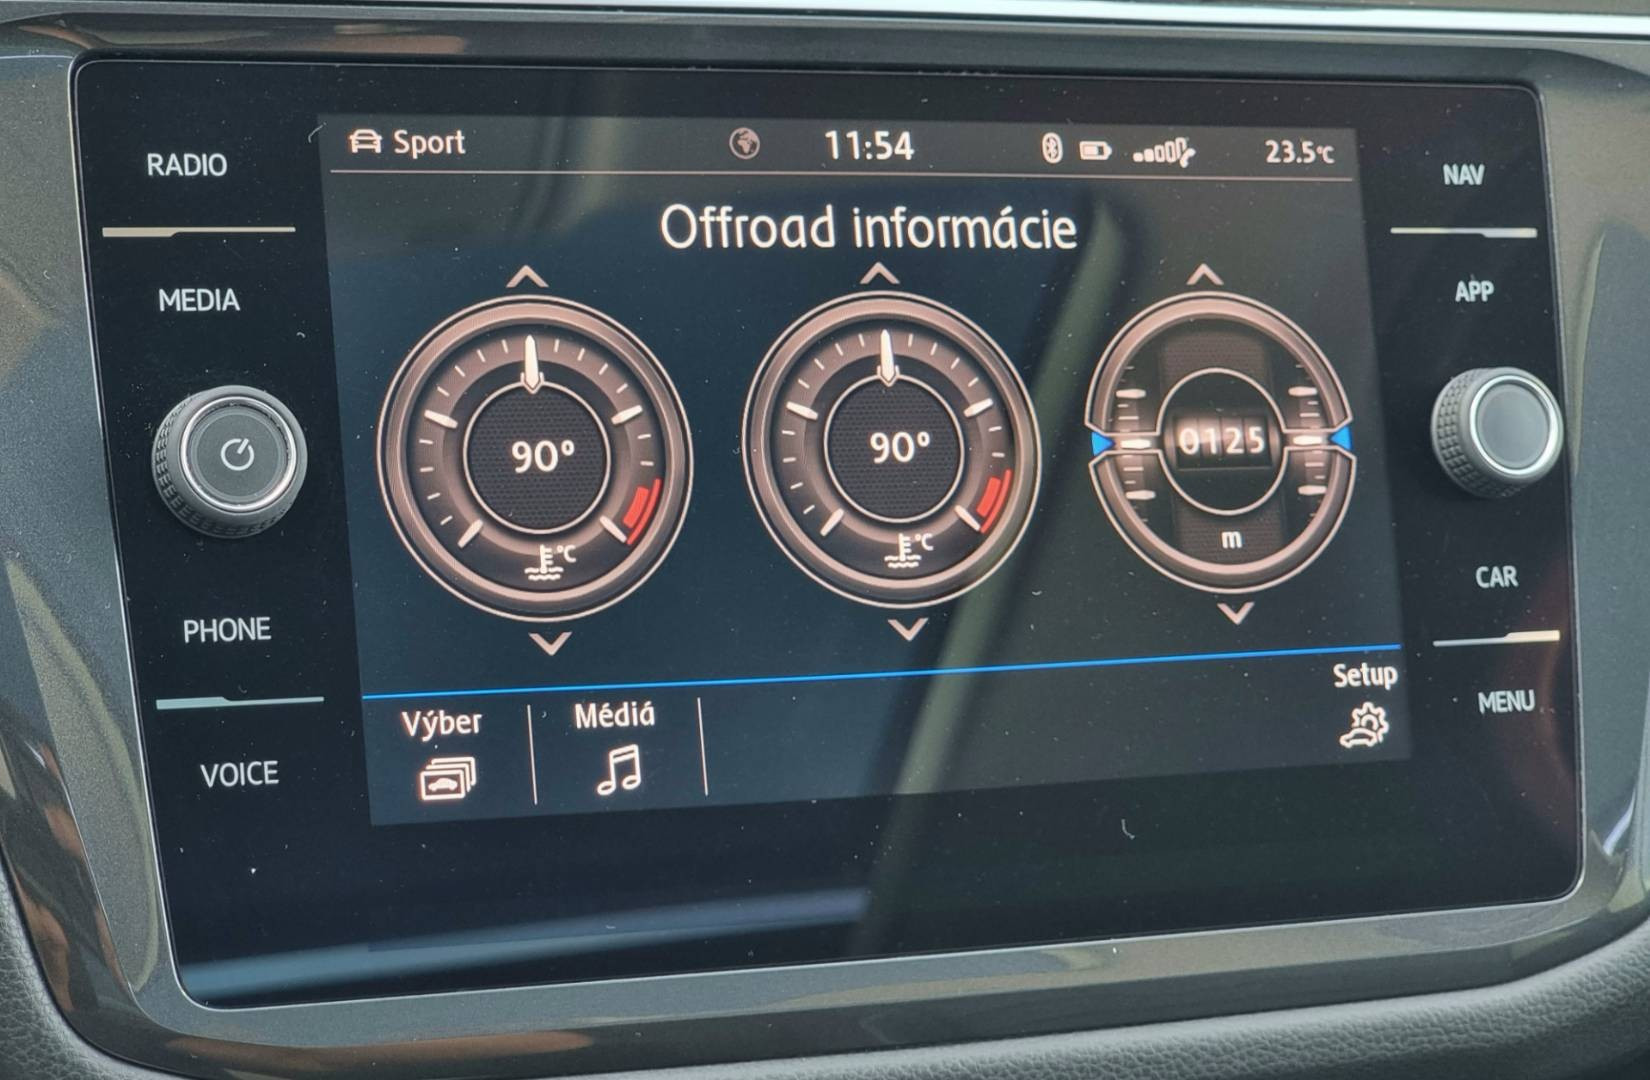 RADIO
MEDIA
PHONE
VOICE
Sport
11:54
23.5°C
Offroad informácie
90°
°C
90°
°C
0125
m
Výber
Médiá
Setup
NAV
APP
CAR
MENU